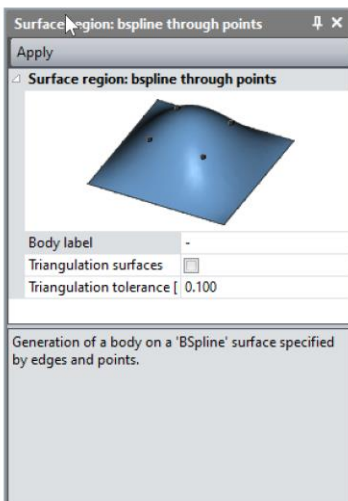 Surface region: bspline through points
Apply
Surface region: bspline through points
Body label -
Triangulation surfaces
Triangulation tolerance [ 0.100
Generation of a body on a 'BSpline' surface specified
by edges and points.